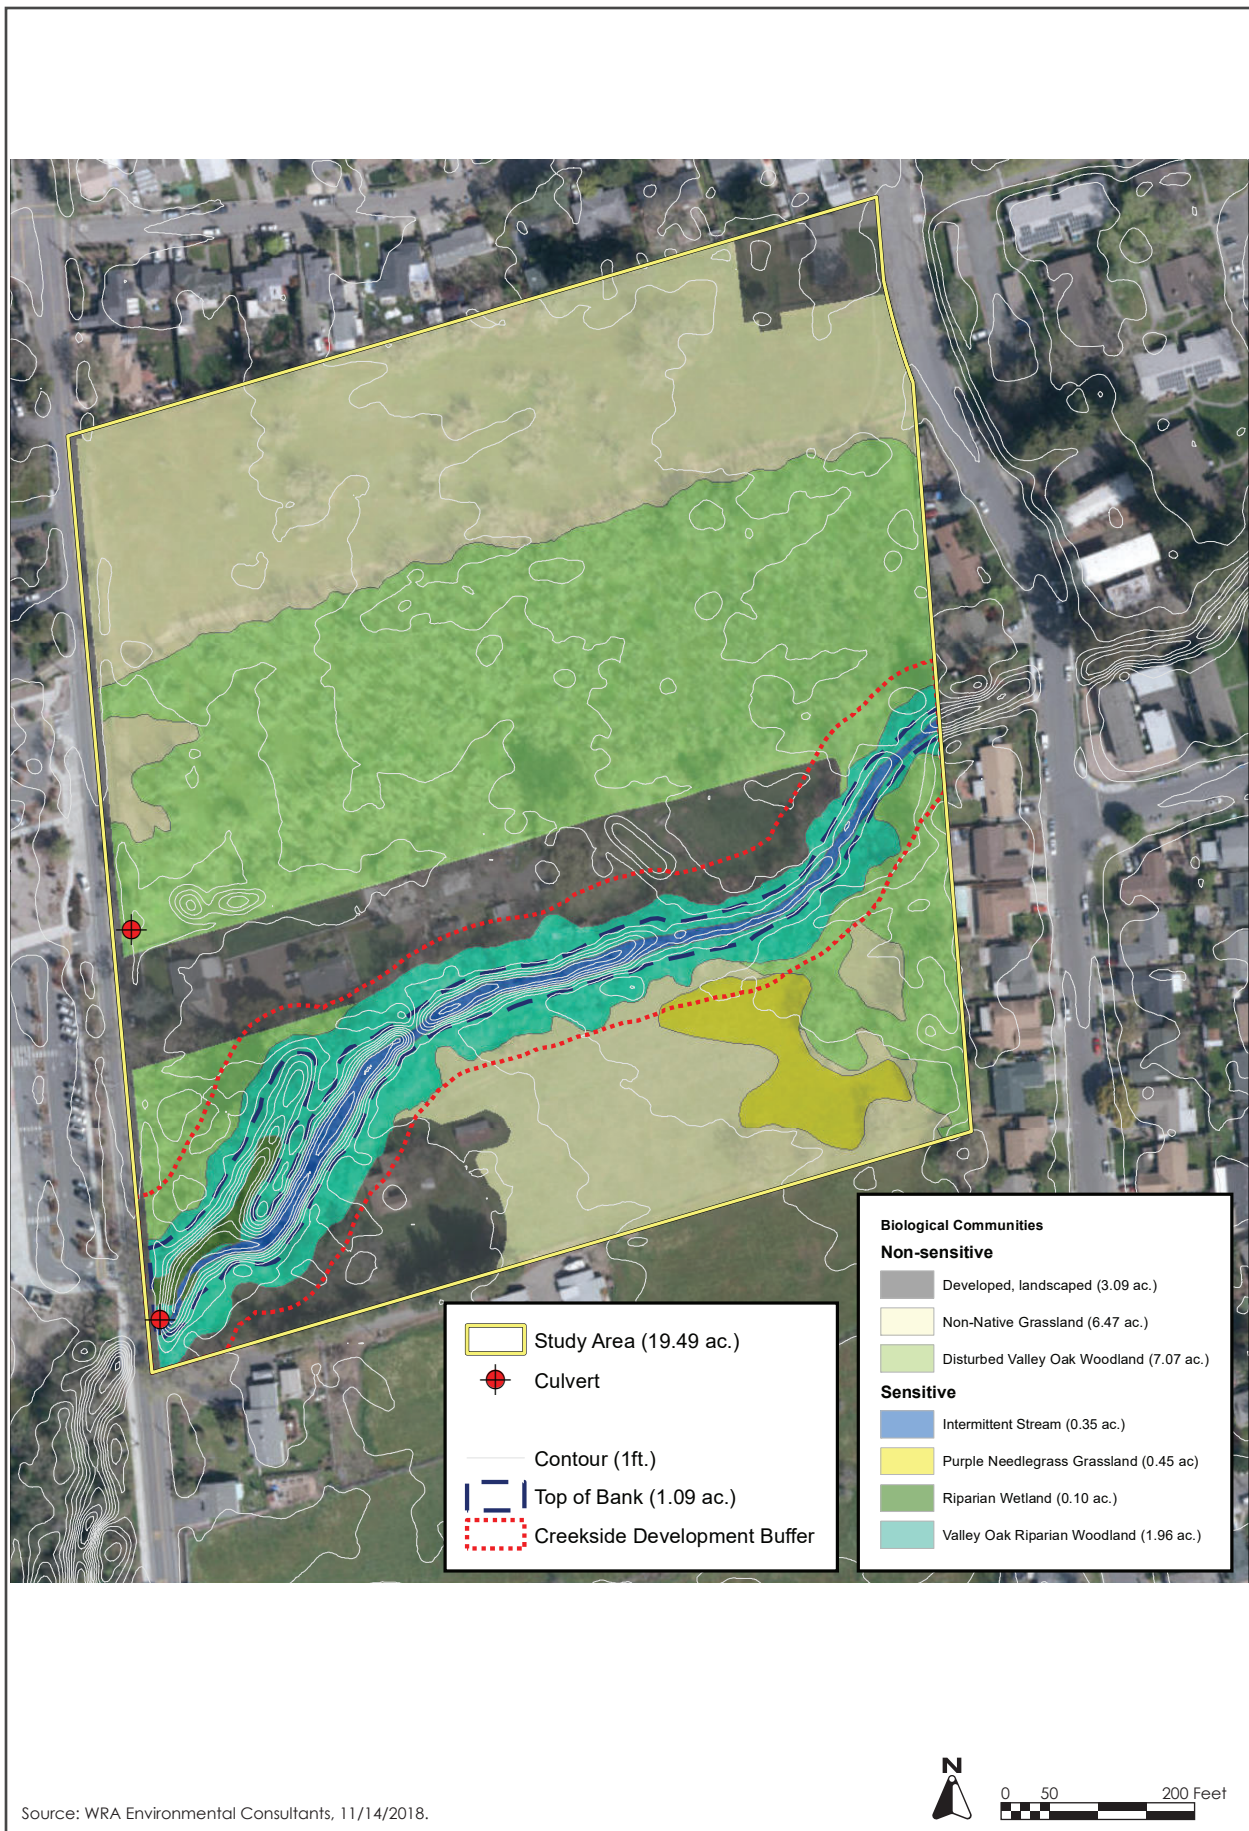 Biological Communities
Non-sensitive
Developed, landscaped (3.09 ac.)
Non-Native Grassland (6.47 ac.)
Disturbed Valley Oak Woodland (7.07 ac.)
Sensitive
Intermittent Stream (0.35 ac.)
Purple Needlegrass Grassland (0.45 ac)
Riparian Wetland (0.10 ac.)
Valley Oak Riparian Woodland (1.96 ac.)
Study Area (19.49 ac.)
Culvert
Contour (1ft.)
Top of Bank (1.09 ac.)
Creekside Development Buffer
N
0 50 200 Feet
Source: WRA Environmental Consultants, 11/14/2018.